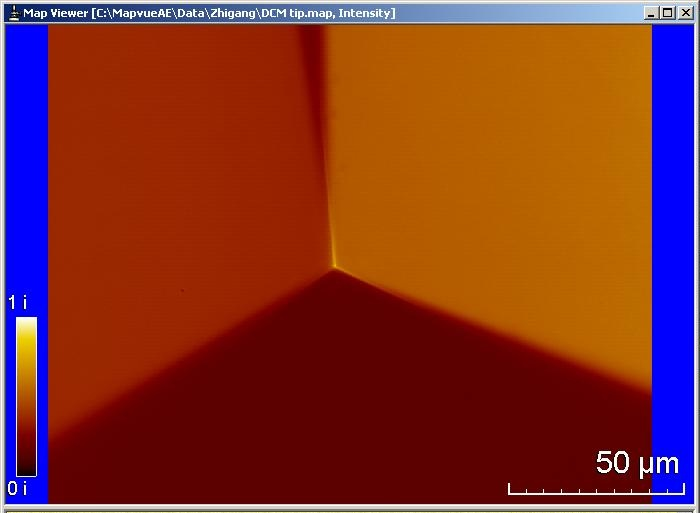 Map Viewer [C:\MapvueAE\Data\Zhigang\DCM tip.map, Intensity]
1 i
0 i
50 µm